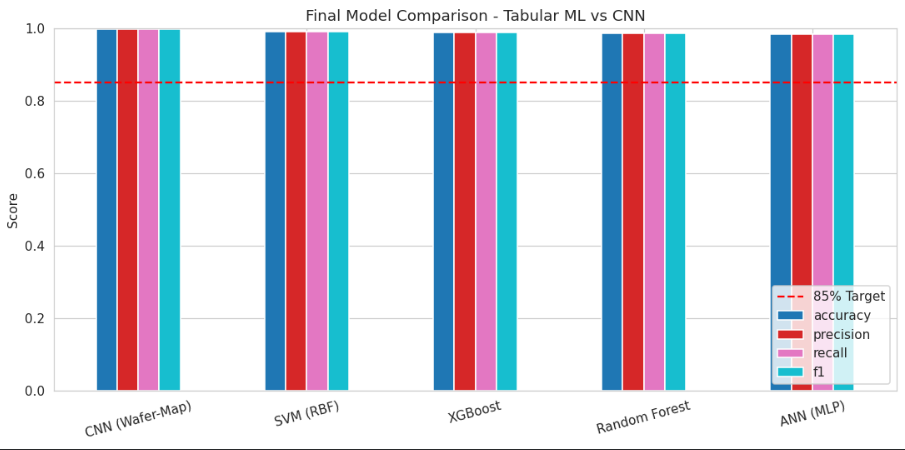 Final Model Comparison - Tabular ML vs CNN
1.0
0.8
0.6
0.4
0.2
0.0
Score
85% Target
accuracy
precision
recall
f1
CNN (Wafer-Map)
SVM (RBF)
XGBoost
Random Forest
ANN (MLP)